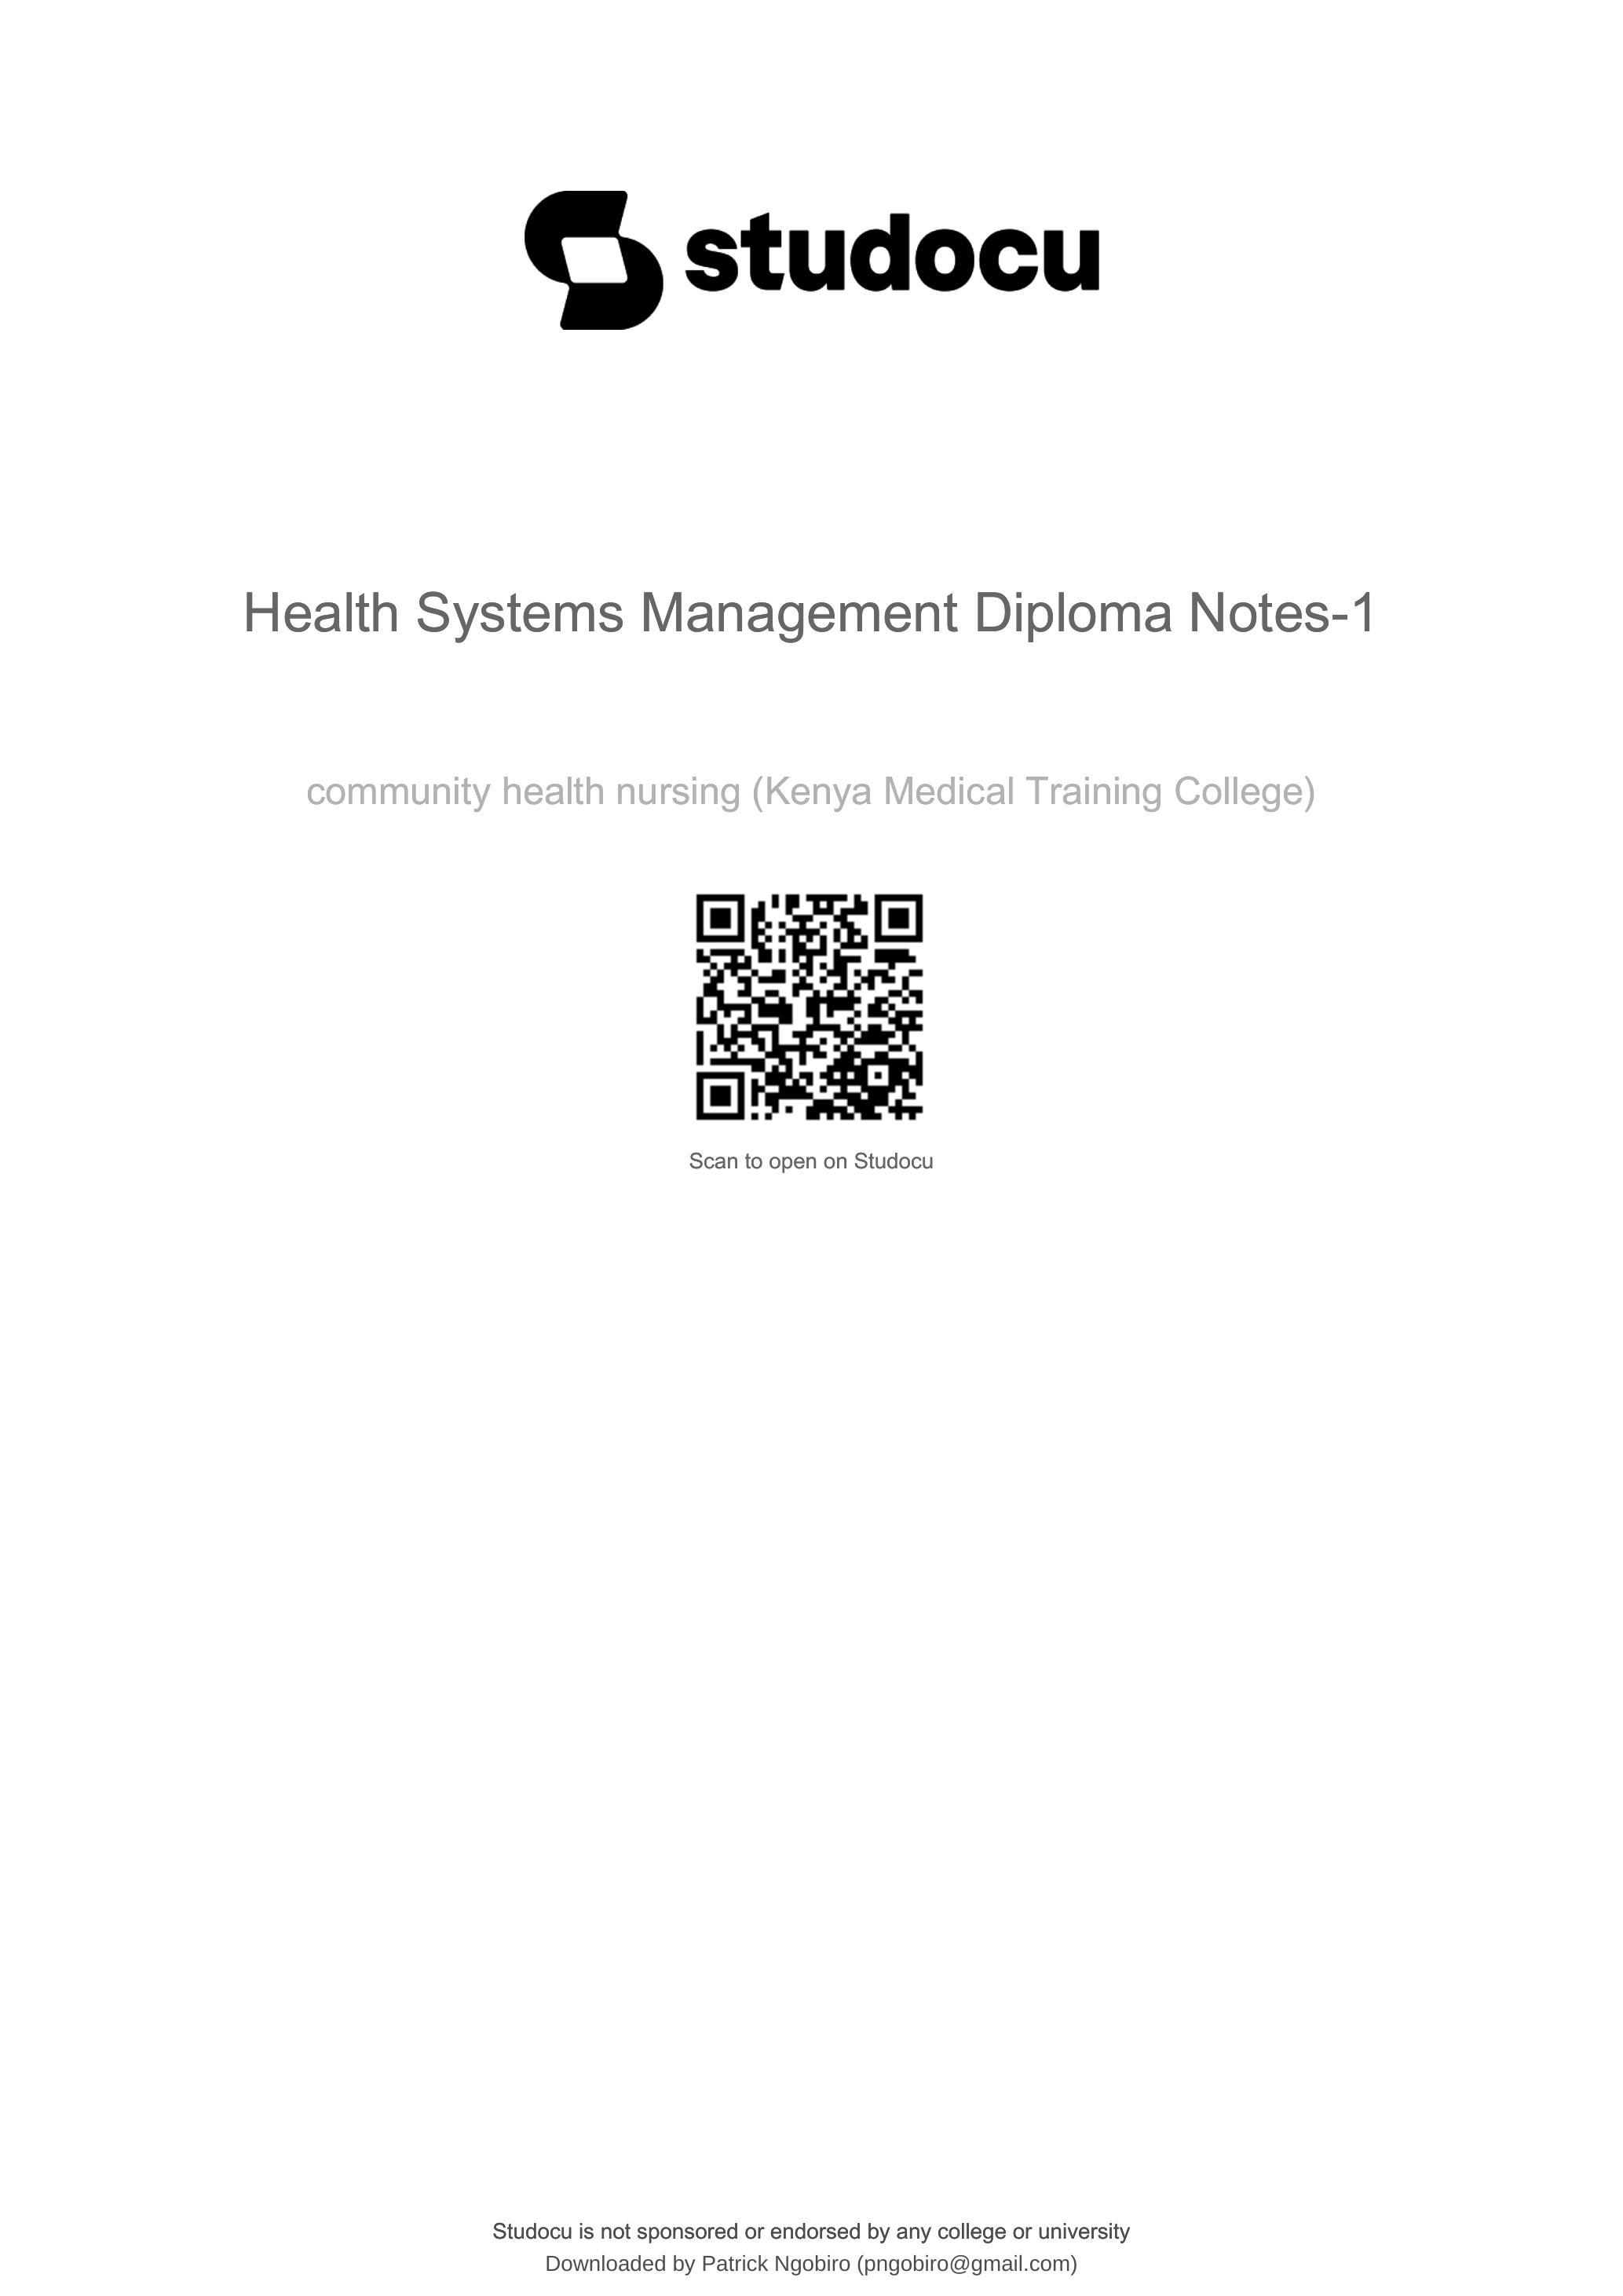 studocu
Health Systems Management Diploma Notes-1
community health nursing (Kenya Medical Training College)
Scan to open on Studocu
Studocu is not sponsored or endorsed by any college or university
Downloaded by Patrick Ngobiro (pngobiro@gmail.com)